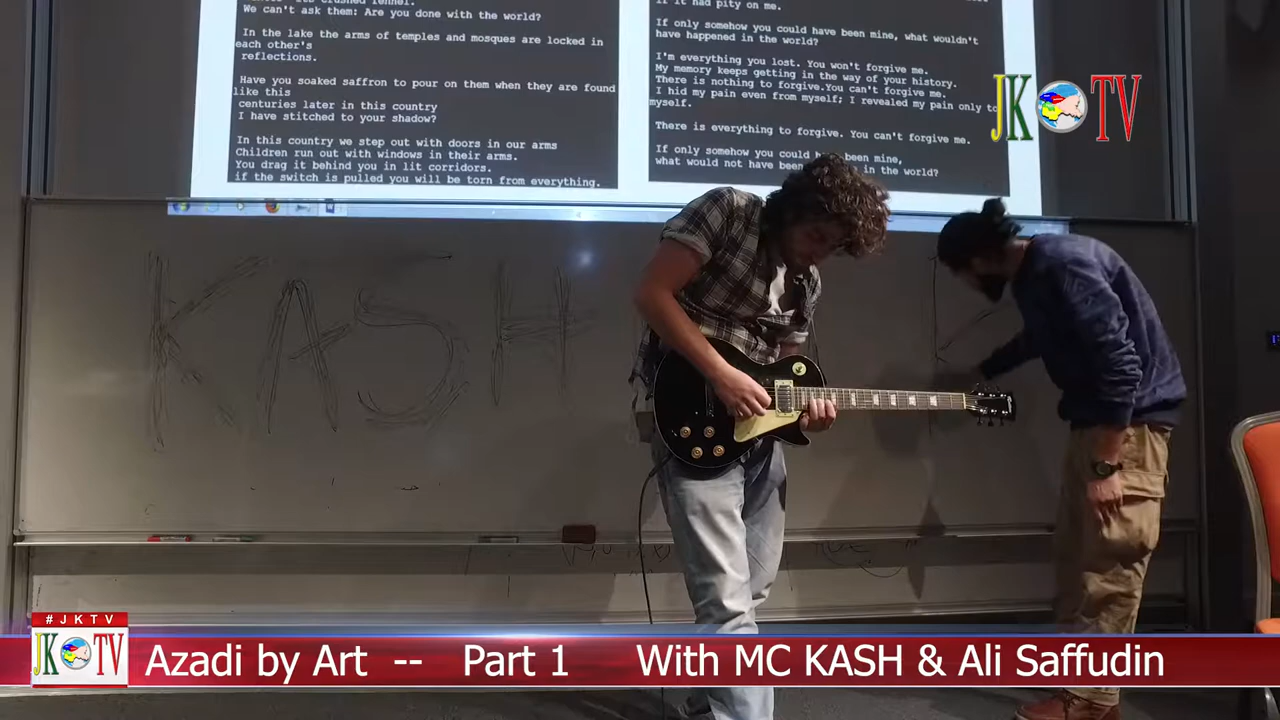 We can't ask them: Are you done with the world?
In the lake the arms of temples and mosques are locked in
each other's
reflections.
Have you soaked saffron to pour on them when they are found
like this
centuries later in this country
I have stitched to your shadow?
In this country we step out with doors in our arms
Children run out with windows in their arms.
You drag it behind you in lit corridors.
if the switch is pulled you will be torn from everything.
If it had pity on me.
If only somehow you could have been mine, what wouldn't
have happened in the world?
I'm everything you lost. You won't forgive me.
My memory keeps getting in the way of your history.
There is nothing to forgive.You can't forgive me.
I hid my pain even from myself; I revealed my pain only to
myself.
There is everything to forgive. You can't forgive me.
If only somehow you could have been mine,
what would not have been in the world?
JK TV
KASH
#JKTV
JK TV
Azadi by Art -- Part 1 With MC KASH & Ali Saffudin